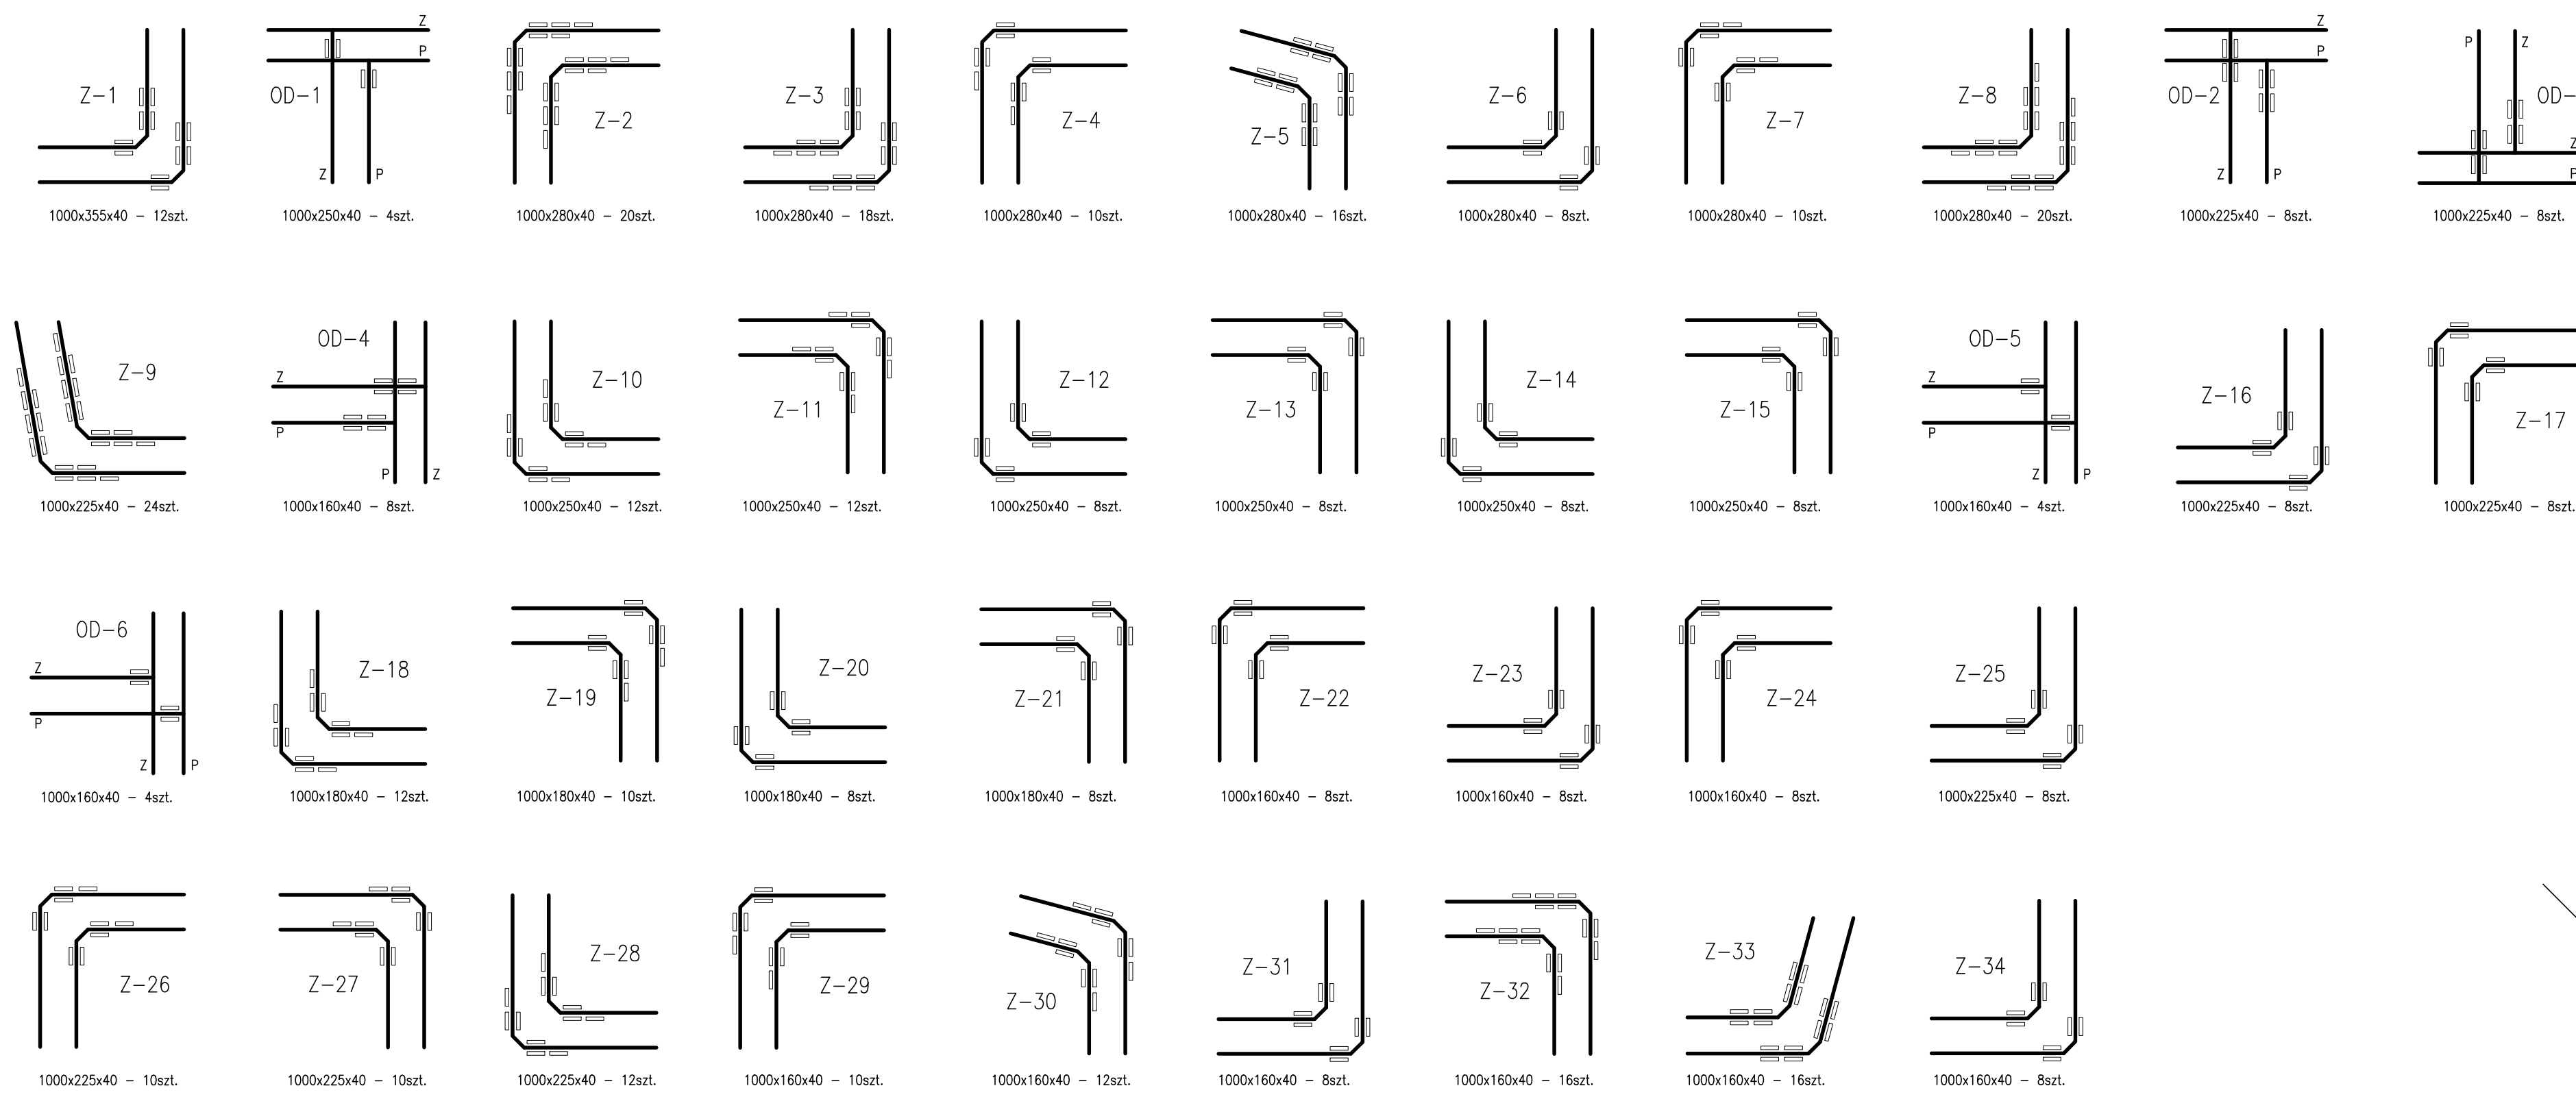 Z-1
1000x355x40 - 12szt.
Z
P
OD-1
Z
P
1000x250x40 - 4szt.
Z-2
1000x280x40 - 20szt.
Z-3
1000x280x40 - 18szt.
Z-4
1000x280x40 - 10szt.
Z-5
1000x280x40 - 16szt.
Z-6
1000x280x40 - 8szt.
Z-7
1000x280x40 - 10szt.
Z-8
1000x280x40 - 20szt.
Z
P
OD-2
Z
P
1000x225x40 - 8szt.
P
Z
OD-
Z
P
1000x225x40 - 8szt.
Z-9
1000x225x40 - 24szt.
OD-4
Z
P
P
Z
1000x160x40 - 8szt.
Z-10
1000x250x40 - 12szt.
Z-11
1000x250x40 - 12szt.
Z-12
1000x250x40 - 8szt.
Z-13
1000x250x40 - 8szt.
Z-14
1000x250x40 - 8szt.
Z-15
1000x250x40 - 8szt.
OD-5
Z
P
Z
P
1000x160x40 - 4szt.
Z-16
1000x225x40 - 8szt.
Z-17
1000x225x40 - 8szt.
OD-6
Z
P
Z
P
1000x160x40 - 4szt.
Z-18
1000x180x40 - 12szt.
Z-19
1000x180x40 - 10szt.
Z-20
1000x180x40 - 8szt.
Z-21
1000x180x40 - 8szt.
Z-22
1000x160x40 - 8szt.
Z-23
1000x160x40 - 8szt.
Z-24
1000x160x40 - 8szt.
Z-25
1000x225x40 - 8szt.
Z-26
1000x225x40 - 10szt.
Z-27
1000x225x40 - 10szt.
Z-28
1000x225x40 - 12szt.
Z-29
1000x160x40 - 10szt.
Z-30
1000x160x40 - 12szt.
Z-31
1000x160x40 - 8szt.
Z-32
1000x160x40 - 16szt.
Z-33
1000x160x40 - 16szt.
Z-34
1000x160x40 - 8szt.